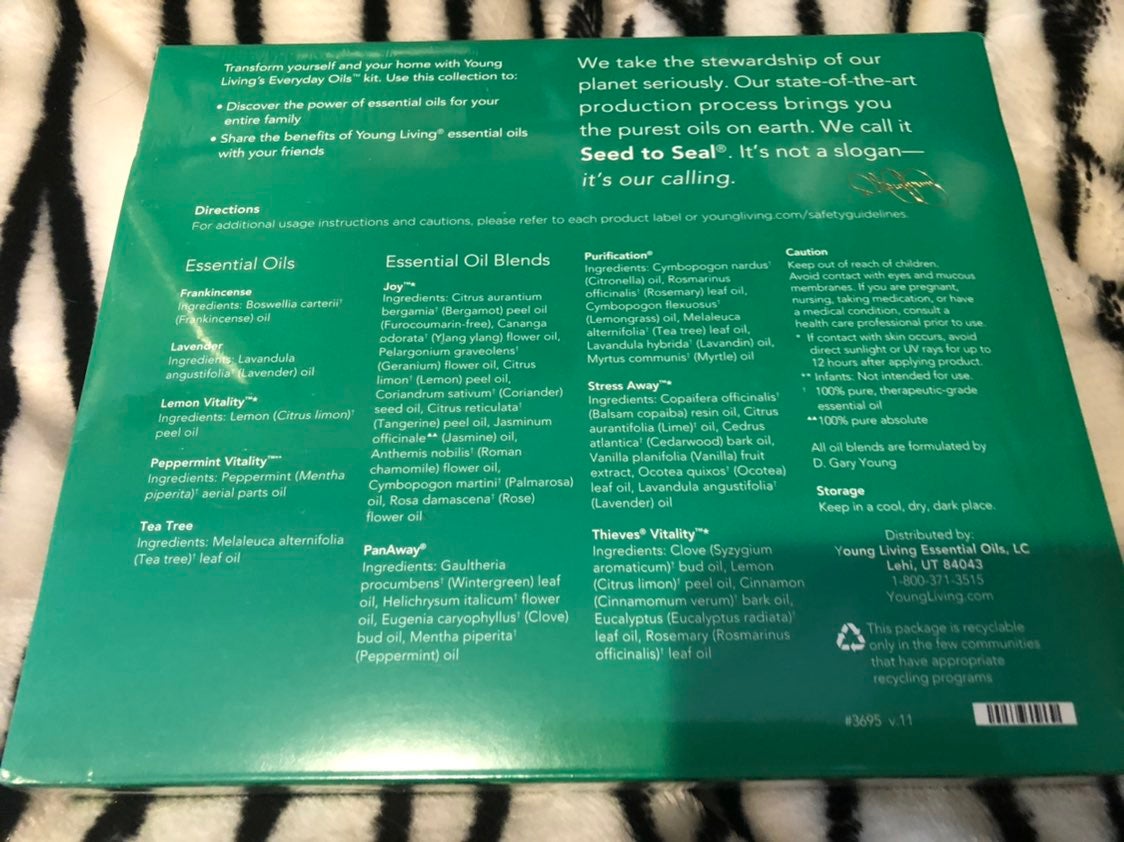 Transform yourself and your home with Young
Living's Everyday Oils™ kit. Use this collection to:
• Discover the power of essential oils for your
entire family
• Share the benefits of Young Living® essential oils
with your friends
We take the stewardship of our
planet seriously. Our state-of-the-art
production process brings you
the purest oils on earth. We call it
Seed to Seal®. It's not a slogan—
it's our calling.
Directions
For additional usage instructions and cautions, please refer to each product label or youngliving.com/safetyguidelines.
Essential Oils
Frankincense
Ingredients: Boswellia carterii†
(Frankincense) oil
Lavender
Ingredients: Lavandula
angustifolia† (Lavender) oil
Lemon Vitality™*
Ingredients: Lemon (Citrus limon)†
peel oil
Peppermint Vitality™**
Ingredients: Peppermint (Mentha
piperita)† aerial parts oil
Tea Tree
Ingredients: Melaleuca alternifolia
(Tea tree)† leaf oil
Essential Oil Blends
Joy™*
Ingredients: Citrus aurantium
bergamia† (Bergamot) peel oil
(Furocoumarin-free), Cananga
odorata† (Ylang ylang) flower oil,
Pelargonium graveolens†
(Geranium) flower oil, Citrus
limon† (Lemon) peel oil,
Coriandrum sativum† (Coriander)
seed oil, Citrus reticulata†
(Tangerine) peel oil, Jasminum
officinale▲▲ (Jasmine) oil,
Anthemis nobilis† (Roman
chamomile) flower oil,
Cymbopogon martini† (Palmarosa)
oil, Rosa damascena† (Rose)
flower oil
PanAway®
Ingredients: Gaultheria
procumbens† (Wintergreen) leaf
oil, Helichrysum italicum† flower
oil, Eugenia caryophyllus† (Clove)
bud oil, Mentha piperita†
(Peppermint) oil
Purification®
Ingredients: Cymbopogon nardus†
(Citronella) oil, Rosmarinus
officinalis† (Rosemary) leaf oil,
Cymbopogon flexuosus†
(Lemongrass) oil, Melaleuca
alternifolia† (Tea tree) leaf oil,
Lavandula hybrida† (Lavandin) oil,
Myrtus communis† (Myrtle) oil
Stress Away™*
Ingredients: Copaifera officinalis†
(Balsam copaiba) resin oil, Citrus
aurantifolia (Lime)† oil, Cedrus
atlantica† (Cedarwood) bark oil,
Vanilla planifolia (Vanilla) fruit
extract, Ocotea quixos† (Ocotea)
leaf oil, Lavandula angustifolia†
(Lavender) oil
Thieves® Vitality™*
Ingredients: Clove (Syzygium
aromaticum)† bud oil, Lemon
(Citrus limon)† peel oil, Cinnamon
(Cinnamomum verum)† bark oil,
Eucalyptus (Eucalyptus radiata)†
leaf oil, Rosemary (Rosmarinus
officinalis)† leaf oil
Caution
Keep out of reach of children.
Avoid contact with eyes and mucous
membranes. If you are pregnant,
nursing, taking medication, or have
a medical condition, consult a
health care professional prior to use.
* If contact with skin occurs, avoid
direct sunlight or UV rays for up to
12 hours after applying product.
** Infants: Not intended for use.
† 100% pure, therapeutic-grade
essential oil
▲▲100% pure absolute
All oil blends are formulated by
D. Gary Young
Storage
Keep in a cool, dry, dark place.
Distributed by:
Young Living Essential Oils, LC
Lehi, UT 84043
1-800-371-3515
YoungLiving.com
This package is recyclable
only in the few communities
that have appropriate
recycling programs
#3695 v.11